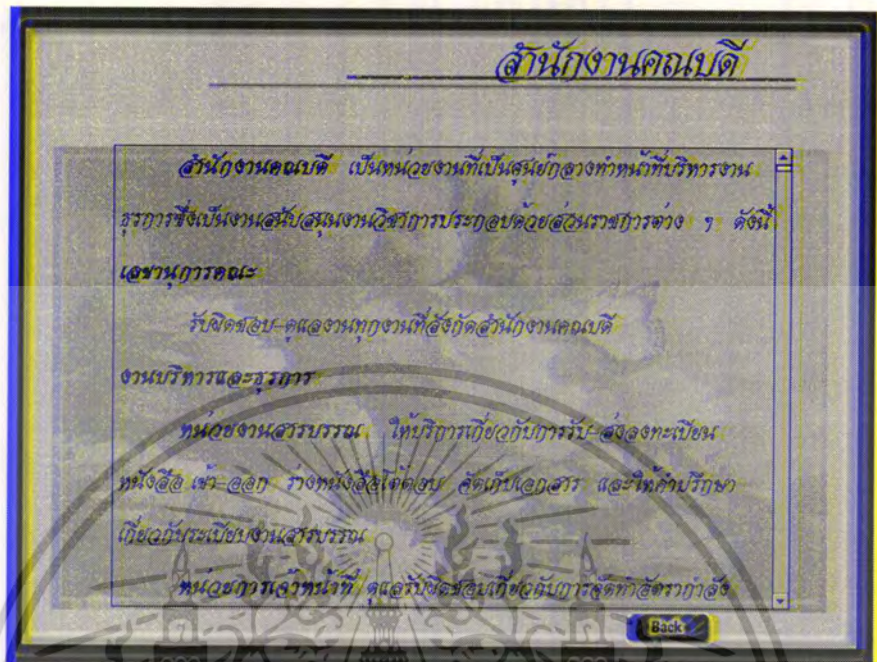 สำนักงานคณบดี
สำนักงานคณบดี เป็นหน่วยงานที่เป็นศูนย์กลางทำหน้าที่บริหารงาน
ธุรการซึ่งเป็นงานสนับสนุนงานวิชาการประกอบด้วยส่วนราชการต่าง ๆ ดังนี้
เลขานุการคณะ
รับผิดชอบ-ดูแลงานทุกงานที่สังกัดสำนักงานคณบดี
งานบริหารและธุรการ
หน่วยงานสารบรรณ ให้บริการเกี่ยวกับการรับ-ส่งลงทะเบียน
หนังสือ เข้า-ออก ร่างหนังสือโต้ตอบ จัดเก็บเอกสาร และให้คำปรึกษา
เกี่ยวกับระเบียบงานสารบรรณ
หน่วยการเจ้าหน้าที่ ดูแลรับผิดชอบเกี่ยวกับการจัดทำอัตรากำลัง
Back